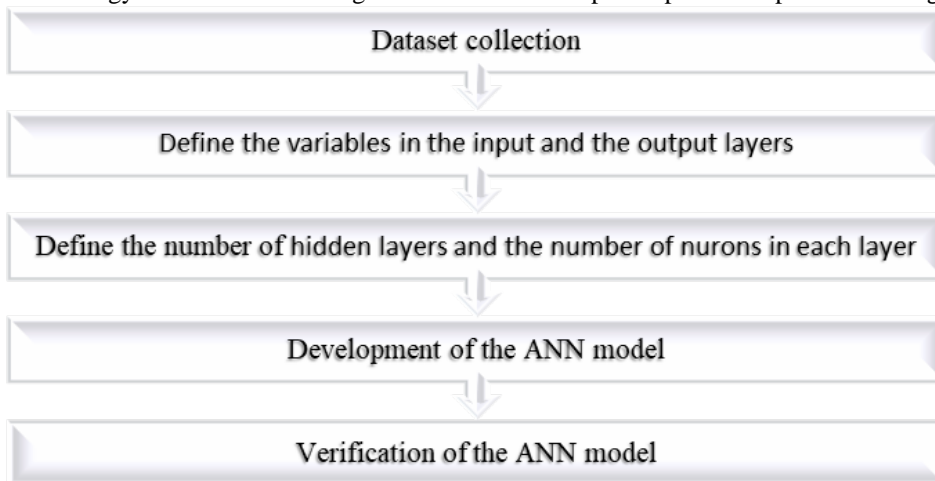 Dataset collection
Define the variables in the input and the output layers
Define the number of hidden layers and the number of nurons in each layer
Development of the ANN model
Verification of the ANN model